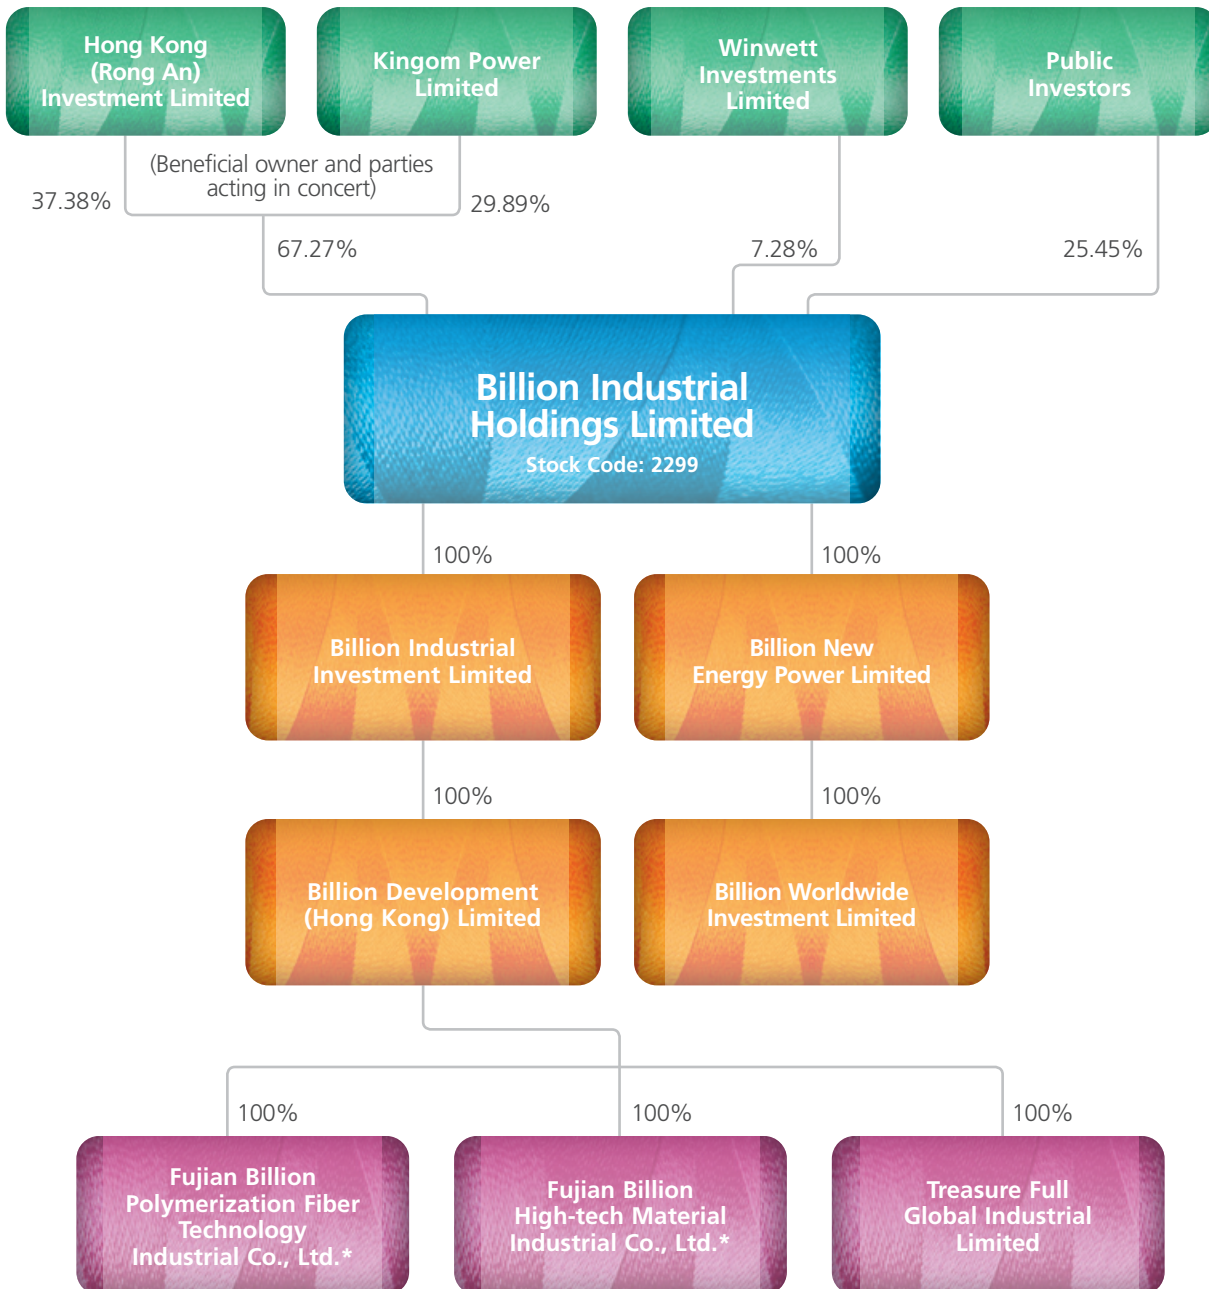 Hong Kong
(Rong An)
Investment Limited
Kingom Power
Limited
Winwett
Investments
Limited
Public
Investors
(Beneficial owner and parties
acting in concert)
37.38%
29.89%
67.27%
7.28%
25.45%
Billion Industrial
Holdings Limited
Stock Code: 2299
100%
100%
Billion Industrial
Investment Limited
Billion New
Energy Power Limited
100%
100%
Billion Development
(Hong Kong) Limited
Billion Worldwide
Investment Limited
100%
100%
100%
Fujian Billion
Polymerization Fiber
Technology
Industrial Co., Ltd.*
Fujian Billion
High-tech Material
Industrial Co., Ltd.*
Treasure Full
Global Industrial
Limited